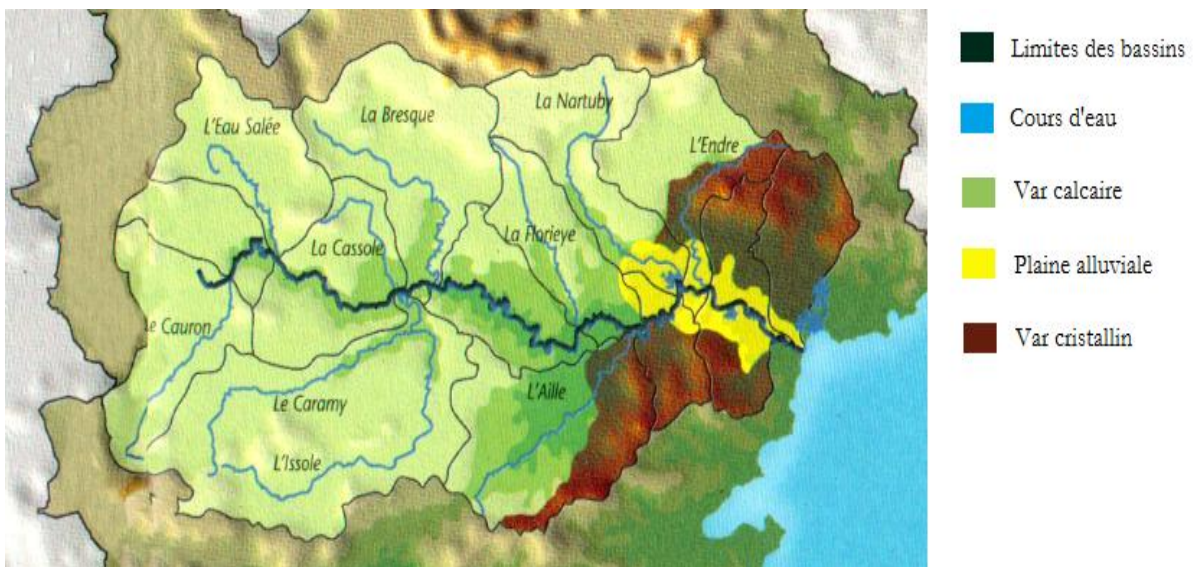 L'Eau Salée
La Bresque
La Nartuby
L'Endre
La Cassole
La Florieye
Le Cauron
Le Caramy
L'Aille
L'Issole
Limites des bassins
Cours d'eau
Var calcaire
Plaine alluviale
Var cristallin